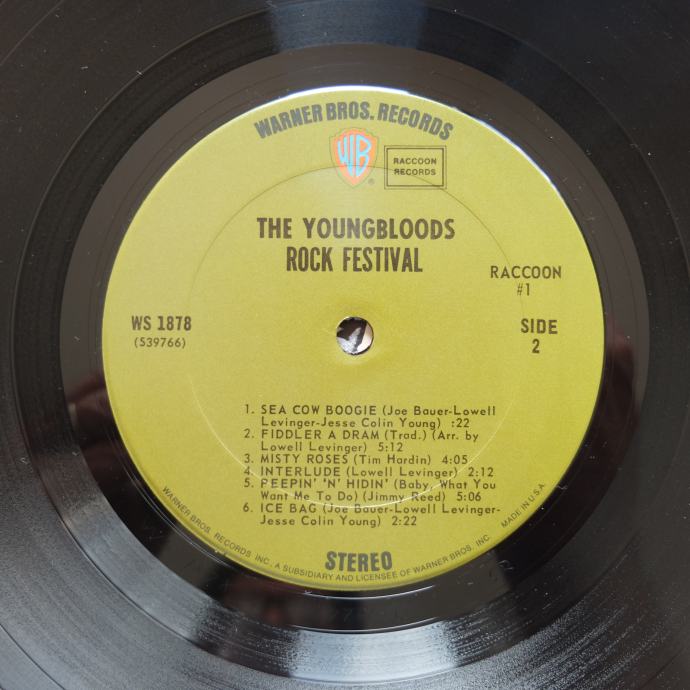 WARNER BROS. RECORDS
WB
®
RACCOON
RECORDS
THE YOUNGBLOODS
ROCK FESTIVAL
RACCOON
#1
WS 1878
(S39766)
SIDE
2
1. SEA COW BOOGIE (Joe Bauer-Lowell
Levinger-Jesse Colin Young) :22
2. FIDDLER A DRAM (Trad.) (Arr. by
Lowell Levinger) 5:12
3. MISTY ROSES (Tim Hardin) 4:05
4. INTERLUDE (Lowell Levinger) 2:12
5. PEEPIN' 'N' HIDIN' (Baby, What You
Want Me To Do) (Jimmy Reed) 5:06
6. ICE BAG (Joe Bauer-Lowell Levinger-
Jesse Colin Young) 2:22
STEREO
WARNER BROS. RECORDS INC. A SUBSIDIARY AND LICENSEE OF WARNER BROS. INC. MADE IN U.S.A.